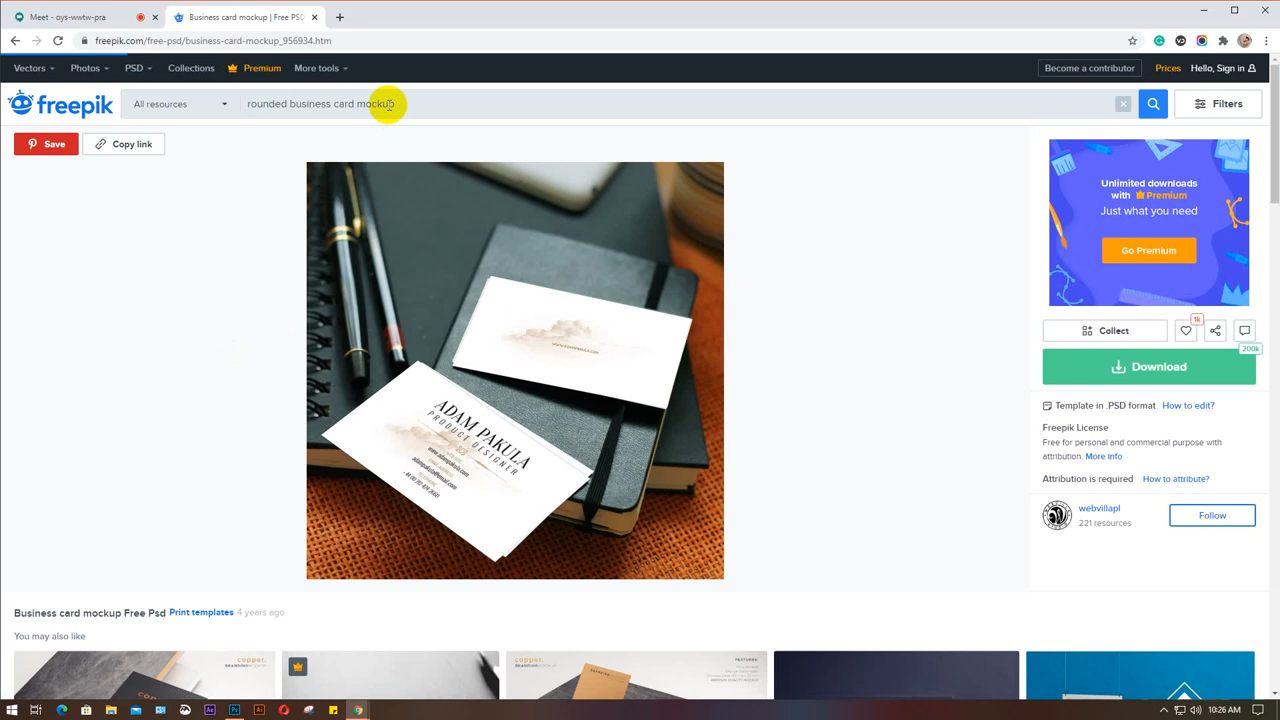 Meet - oys-wwtw-pra
Business card mockup | Free PSD
freepik.com/free-psd/business-card-mockup_956934.htm
Vectors Photos PSD Collections Premium More tools
Become a contributor Prices Hello, Sign in
freepik
All resources
rounded business card mockup
Filters
Save
Copy link
Unlimited downloads
with Premium
Just what you need
Go Premium
Collect
1k
200k
Download
Template in .PSD format How to edit?
Freepik License
Free for personal and commercial purpose with
attribution. More info
Attribution is required How to attribute?
webvillapl
221 resources
Follow
ADAM PAKULA
PRODUCT DESIGNER
Business card mockup Free Psd Print templates 4 years ago
You may also like
copper.
copper.
FEATURES:
10:26 AM